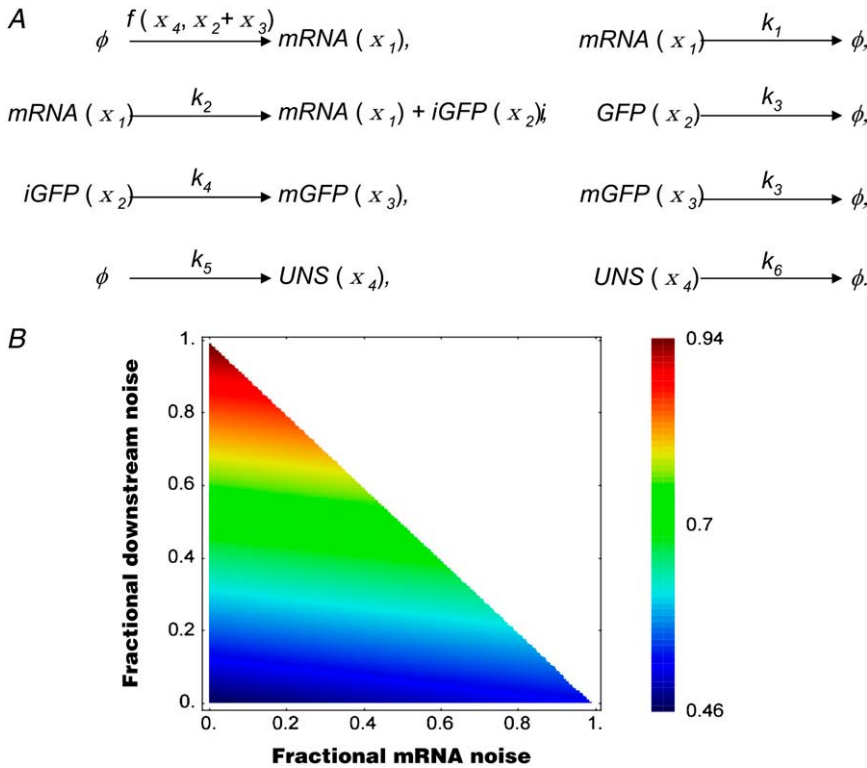 A
ϕ f ( x₄, x₂ + x₃) mRNA ( x₁ ), mRNA ( x₁ ) k₁ ϕ,
mRNA ( x₁ ) k₂ mRNA ( x₁ ) + iGFP ( x₂ )i, GFP ( x₂ ) k₃ ϕ,
iGFP ( x₂ ) k₄ mGFP ( x₃ ), mGFP ( x₃ ) k₃ ϕ,
ϕ k₅ UNS ( x₄ ), UNS ( x₄ ) k₆ ϕ.
B
1. 0.94
0.8
0.6
0.7
0.4
0.2
0. 0.46
0. 0.2 0.4 0.6 0.8 1.
Fractional downstream noise
Fractional mRNA noise